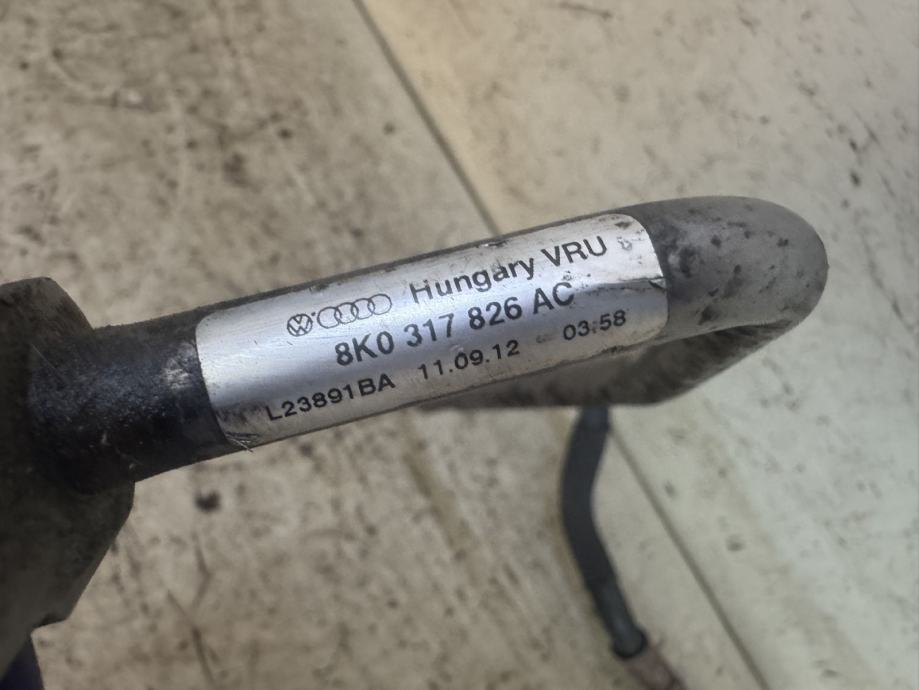 Hungary VRU
8K0 317 826 AC
L23891BA 11.09.12 03:58